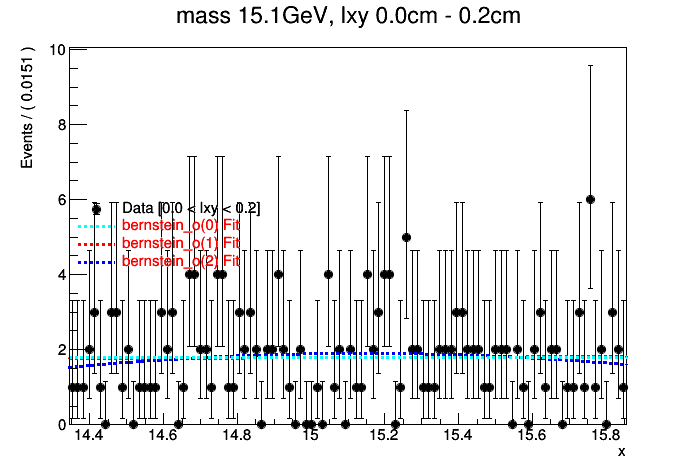 mass 15.1GeV, lxy 0.0cm - 0.2cm
Events / ( 0.0151 )
10
8
6
4
2
0
Data [0.0 < lxy < 0.2]
bernstein_o(0) Fit
bernstein_o(1) Fit
bernstein_o(2) Fit
14.4 14.6 14.8 15 15.2 15.4 15.6 15.8
x